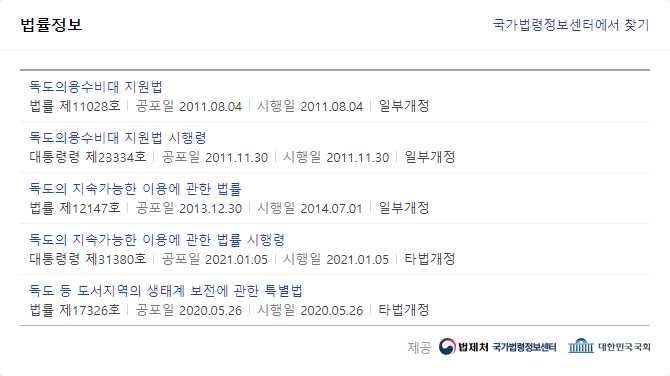 법률정보
국가법령정보센터에서 찾기
독도의용수비대 지원법
법률 제11028호 | 공포일 2011.08.04 | 시행일 2011.08.04 | 일부개정
독도의용수비대 지원법 시행령
대통령령 제23334호 | 공포일 2011.11.30 | 시행일 2011.11.30 | 일부개정
독도의 지속가능한 이용에 관한 법률
법률 제12147호 | 공포일 2013.12.30 | 시행일 2014.07.01 | 일부개정
독도의 지속가능한 이용에 관한 법률 시행령
대통령령 제31380호 | 공포일 2021.01.05 | 시행일 2021.01.05 | 타법개정
독도 등 도서지역의 생태계 보전에 관한 특별법
법률 제17326호 | 공포일 2020.05.26 | 시행일 2020.05.26 | 타법개정
제공 법제처 국가법령정보센터 대한민국국회